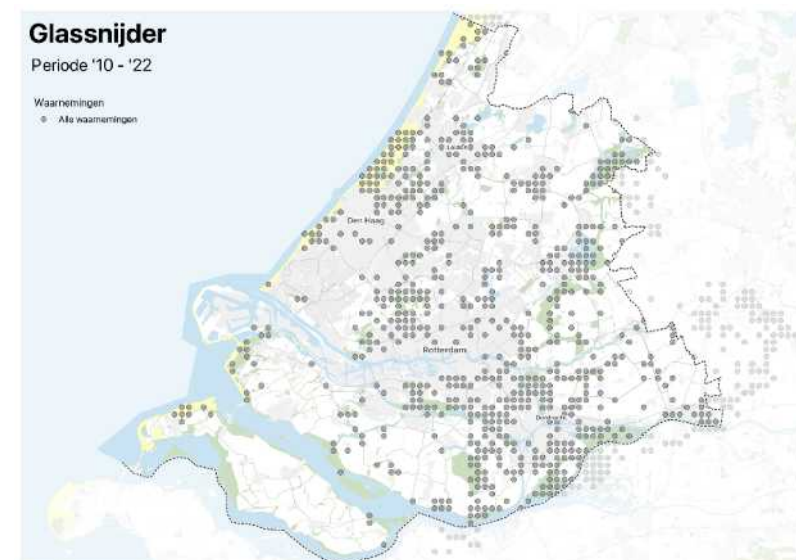 Glassnijder
Periode '10 - '22
Waarnemingen
Alle waarnemingen
Leiden
Den Haag
Rotterdam